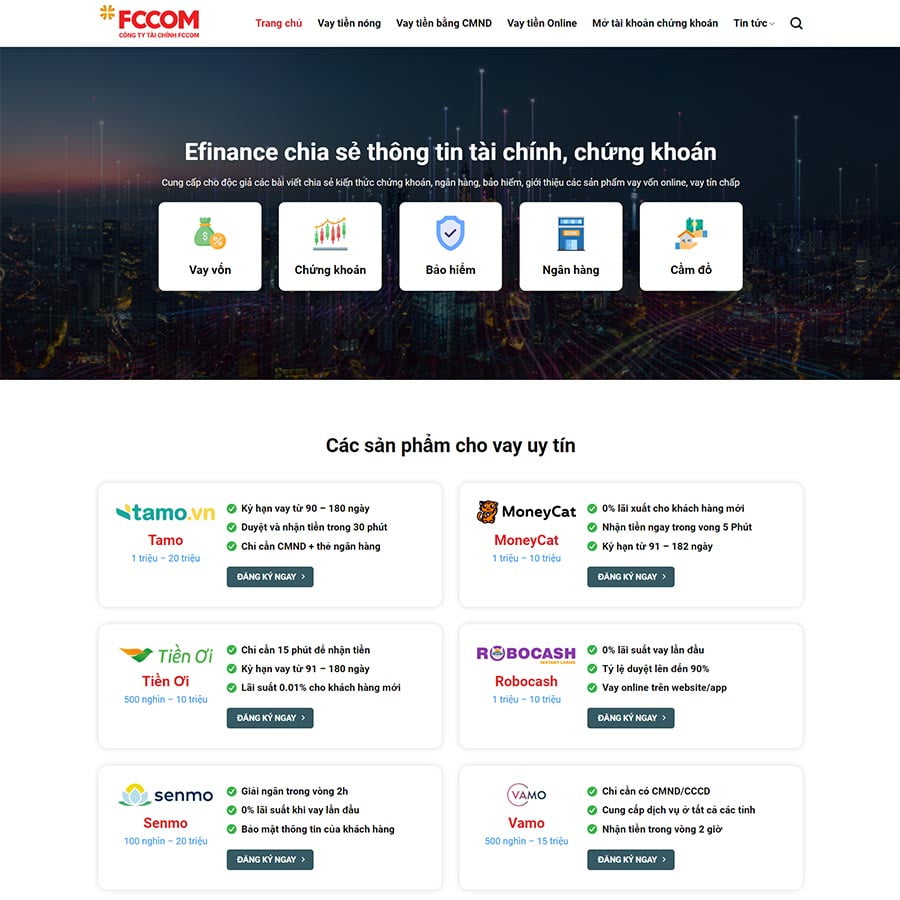 FCCOM
CÔNG TY TÀI CHÍNH FCCOM
Trang chủ Vay tiền nóng Vay tiền bằng CMND Vay tiền Online Mở tài khoản chứng khoán Tin tức
Efinance chia sẻ thông tin tài chính, chứng khoán
Cung cấp cho độc giả các bài viết chia sẻ kiến thức chứng khoán, ngân hàng, bảo hiểm, giới thiệu các sản phẩm vay vốn online, vay tín chấp
Vay vốn
Chứng khoán
Bảo hiểm
BANK
Ngân hàng
Cầm đồ
Các sản phẩm cho vay uy tín
tamo.vn
Tamo
1 triệu – 20 triệu
Kỳ hạn vay từ 90 – 180 ngày
Duyệt và nhận tiền trong 30 phút
Chỉ cần CMND + thẻ ngân hàng
ĐĂNG KÝ NGAY
MoneyCat
MoneyCat
1 triệu – 10 triệu
0% lãi xuất cho khách hàng mới
Nhận tiền ngay trong vong 5 Phút
Kỳ hạn từ 91 – 182 ngày
ĐĂNG KÝ NGAY
Tiền Ơi
Tiền Ơi
500 nghìn – 10 triệu
Chỉ cần 15 phút để nhận tiền
Kỳ hạn vay từ 91 – 180 ngày
Lãi suất 0.01% cho khách hàng mới
ĐĂNG KÝ NGAY
ROBOCASH
INSTANT LOANS
Robocash
1 triệu – 10 triệu
0% lãi suất vay lần đầu
Tỷ lệ duyệt lên đến 90%
Vay online trên website/app
ĐĂNG KÝ NGAY
senmo
Senmo
100 nghìn – 20 triệu
Giải ngân trong vòng 2h
0% lãi suất khi vay lần đầu
Bảo mật thông tin của khách hàng
ĐĂNG KÝ NGAY
VAMO
Vamo
500 nghìn – 15 triệu
Chỉ cần có CMND/CCCD
Cung cấp dịch vụ ở tất cả các tỉnh
Nhận tiền trong vòng 2 giờ
ĐĂNG KÝ NGAY